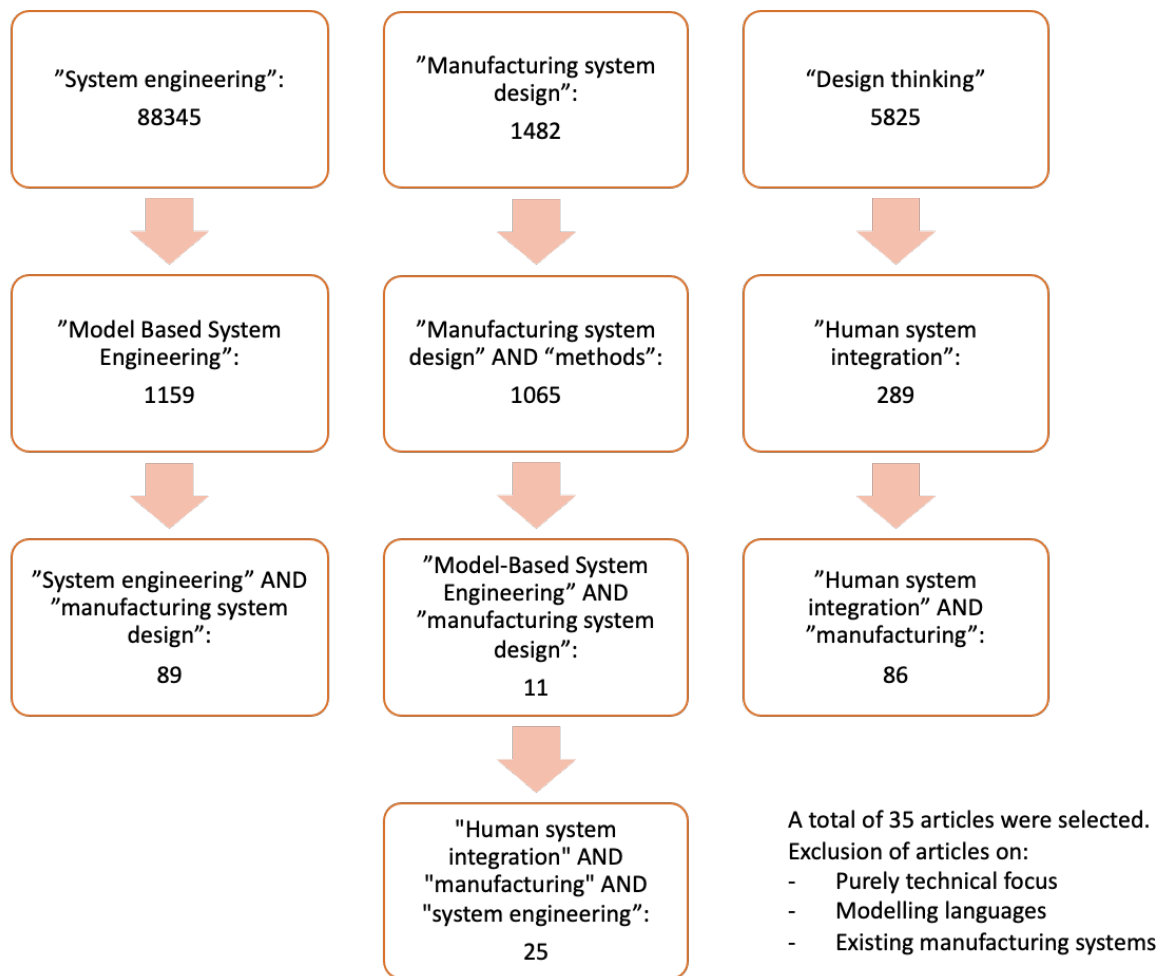 ”System engineering”:
88345
”Manufacturing system
design”:
1482
“Design thinking”
5825
”Model Based System
Engineering”:
1159
”Manufacturing system
design” AND “methods”:
1065
”Human system
integration”:
289
”System engineering” AND
”manufacturing system
design”:
89
”Model-Based System
Engineering” AND
”manufacturing system
design”:
11
”Human system
integration” AND
”manufacturing”:
86
"Human system
integration" AND
"manufacturing" AND
"system engineering”:
25
A total of 35 articles were selected.
Exclusion of articles on:
- Purely technical focus
- Modelling languages
- Existing manufacturing systems